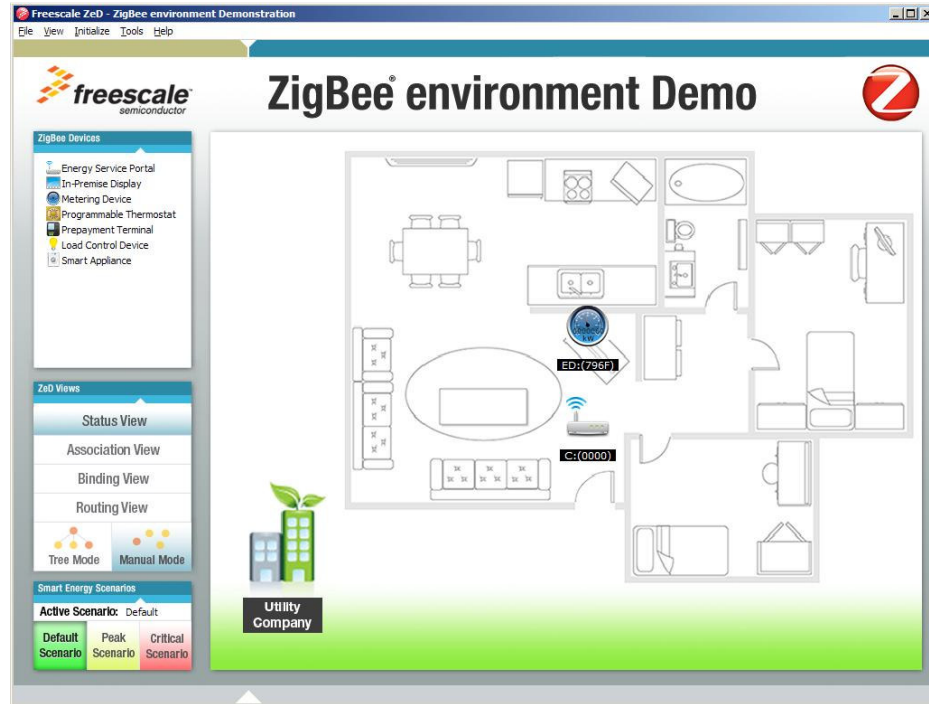 Freescale ZeD - ZigBee environment Demonstration
File View Initialize Tools Help
freescale
semiconductor
ZigBee® environment Demo
ZigBee Devices
Energy Service Portal
In-Premise Display
Metering Device
Programmable Thermostat
Prepayment Terminal
Load Control Device
Smart Appliance
kW
ED:(796F)
C:(0000)
ZeD Views
Status View
Association View
Binding View
Routing View
Tree Mode
Manual Mode
Smart Energy Scenarios
Active Scenario: Default
Default
Scenario
Peak
Scenario
Critical
Scenario
Utility
Company